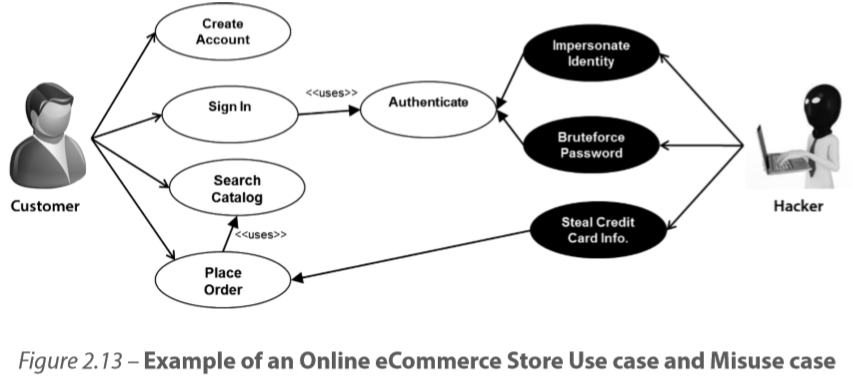 Create
Account
Impersonate
Identity
Sign In
<<uses>>
Authenticate
Bruteforce
Password
Search
Catalog
Customer
Hacker
<<uses>>
Steal Credit
Card Info.
Place
Order
Figure 2.13 – Example of an Online eCommerce Store Use case and Misuse case